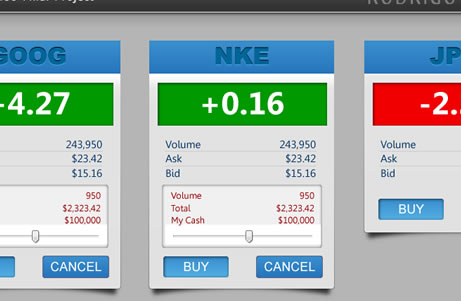 Project
RODRIGO
GOOG
4.27
243,950
$23.42
$15.16
950
$2,323.42
$100,000
CANCEL
NKE
+0.16
Volume 243,950
Ask $23.42
Bid $15.16
Volume 950
Total $2,323.42
My Cash $100,000
BUY CANCEL
JP
-2.
Volume
Ask
Bid
BUY